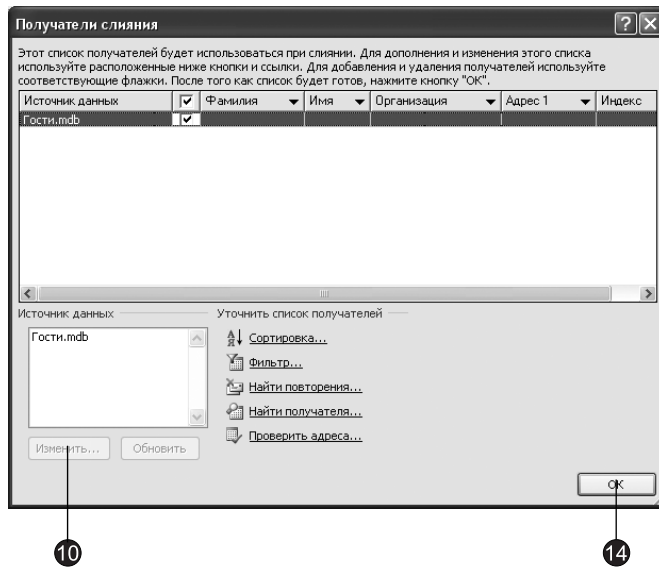 Получатели слияния
Этот список получателей будет использоваться при слиянии. Для дополнения и изменения этого списка
используйте расположенные ниже кнопки и ссылки. Для добавления и удаления получателей используйте
соответствующие флажки. После того как список будет готов, нажмите кнопку "ОК".
Источник данных Фамилия Имя Организация Адрес 1 Индекс
Гости.mdb
Источник данных Уточнить список получателей
Гости.mdb
Сортировка...
Фильтр...
Найти повторения...
Найти получателя...
Проверить адреса...
Изменить... Обновить
ОК
10 14